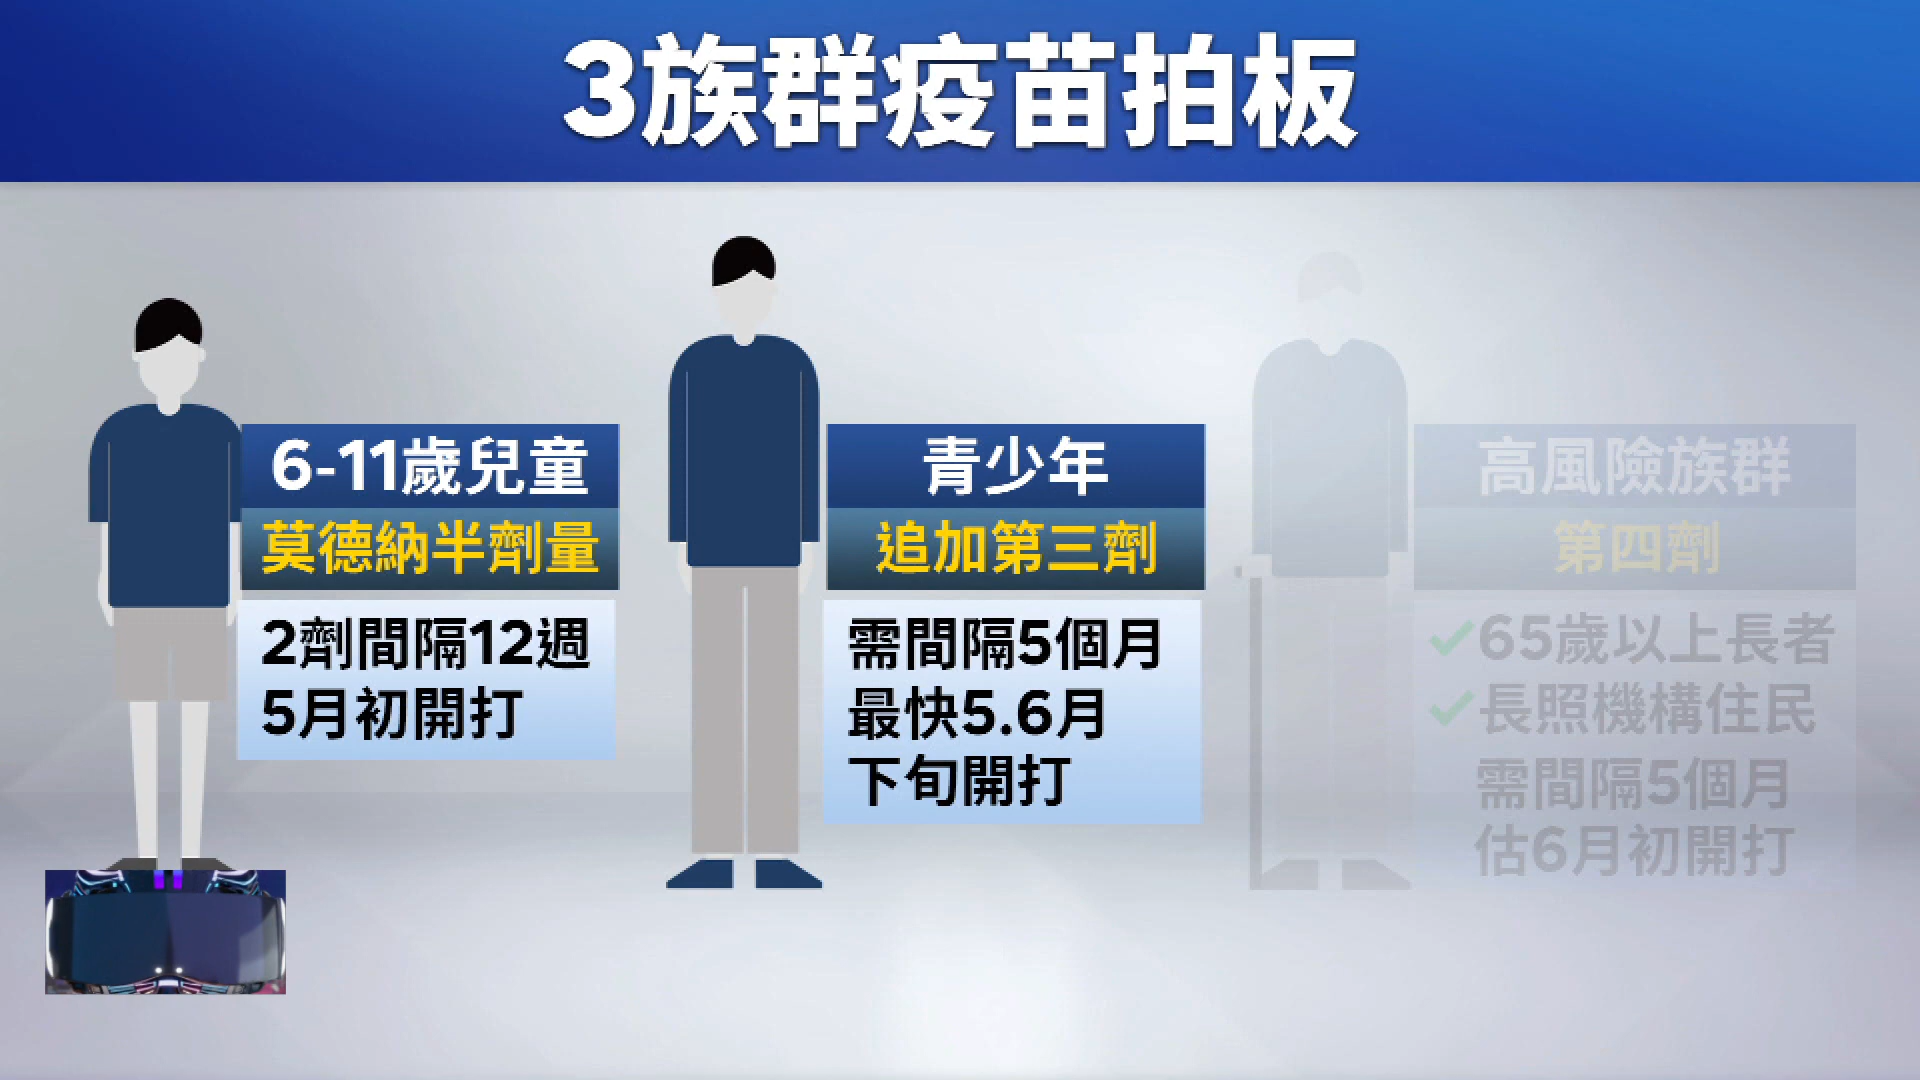 3族群疫苗拍板
6-11歲兒童
莫德納半劑量
2劑間隔12週
5月初開打
青少年
追加第三劑
需間隔5個月
最快5.6月
下旬開打
高風險族群
第四劑
65歲以上長者
長照機構住民
需間隔5個月
估6月初開打